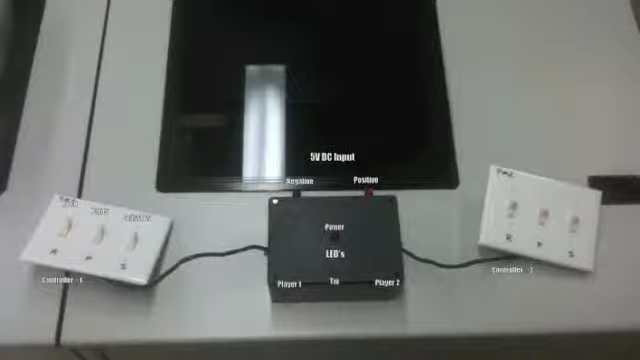 5V DC Input
Negative
Positive
Power
LED's
Player 1
Tie
Player 2
Controller - 1
Controller - 2
R P S
R P S